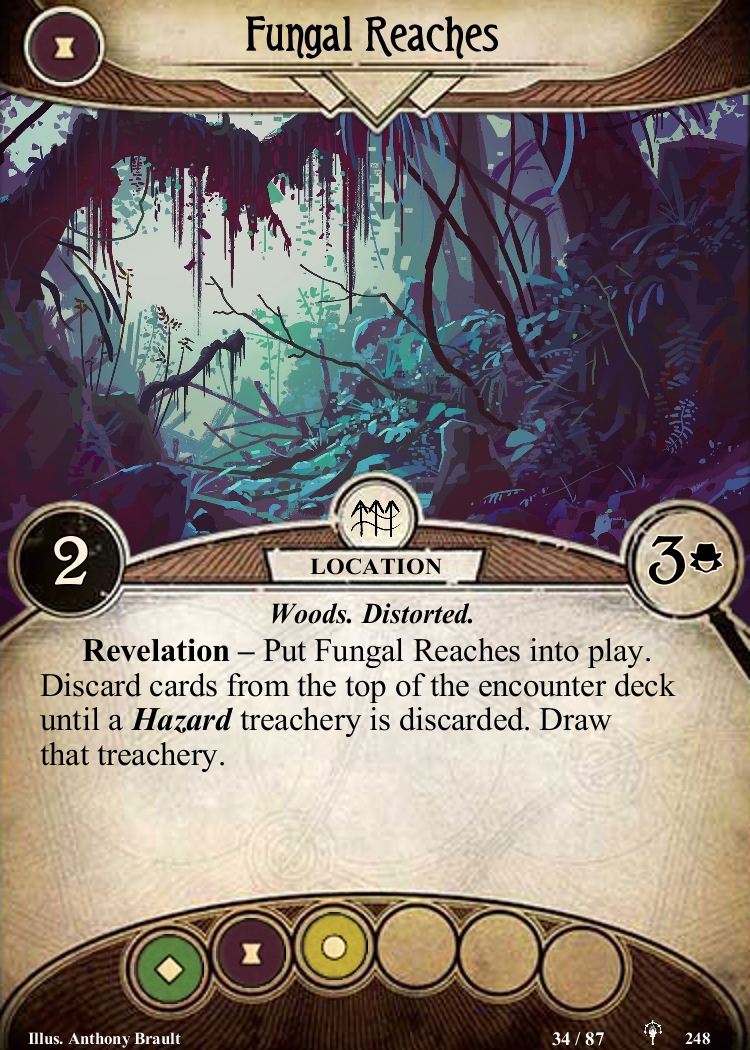 Fungal Reaches
2
LOCATION
3
Woods. Distorted.
Revelation – Put Fungal Reaches into play.
Discard cards from the top of the encounter deck
until a Hazard treachery is discarded. Draw
that treachery.
Illus. Anthony Brault
34 / 87
248